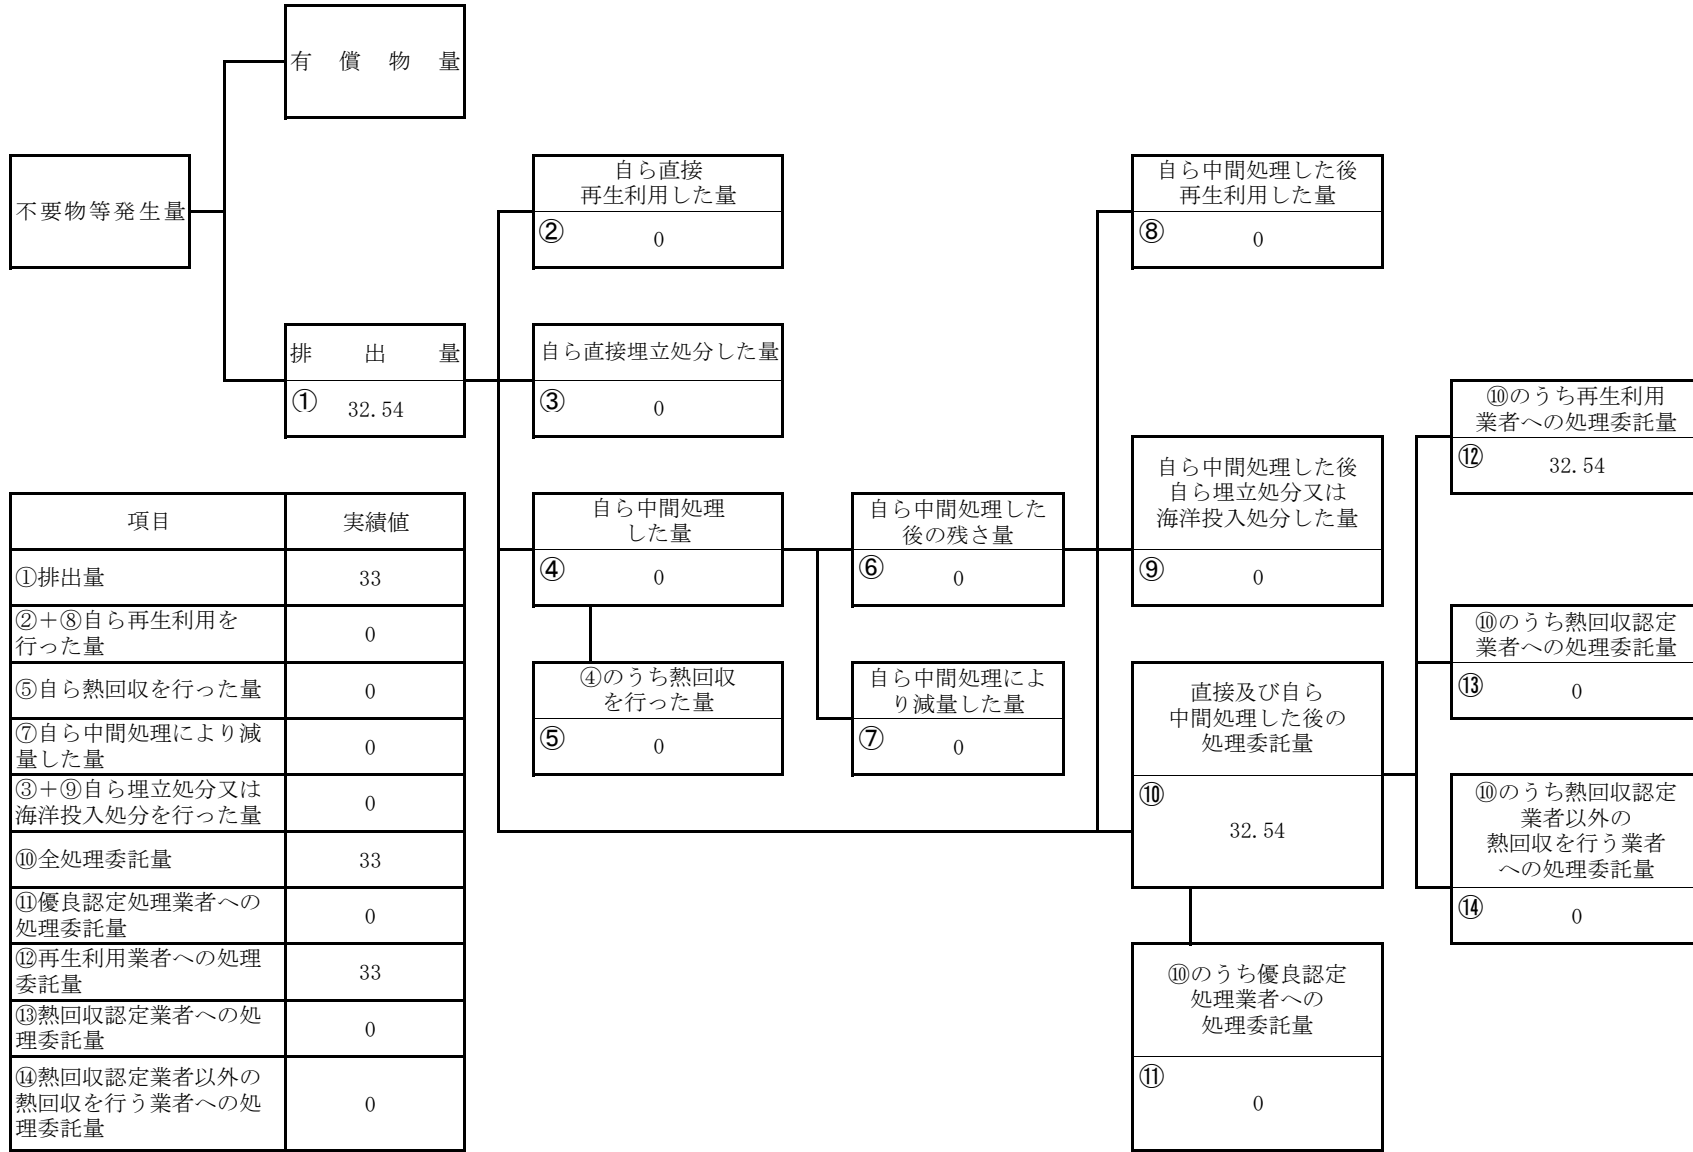 有償物量
不要物等発生量
排出量
① 32.54
自ら直接
再生利用した量
② 0
自ら直接埋立処分した量
③ 0
自ら中間処理
した量
④ 0
④のうち熱回収
を行った量
⑤ 0
自ら中間処理した
後の残さ量
⑥ 0
自ら中間処理によ
り減量した量
⑦ 0
自ら中間処理した後
再生利用した量
⑧ 0
自ら中間処理した後
自ら埋立処分又は
海洋投入処分した量
⑨ 0
直接及び自ら
中間処理した後の
処理委託量
⑩
32.54
⑩のうち優良認定
処理業者への
処理委託量
⑪
0
⑩のうち再生利用
業者への処理委託量
⑫ 32.54
⑩のうち熱回収認定
業者への処理委託量
⑬ 0
⑩のうち熱回収認定
業者以外の
熱回収を行う業者
への処理委託量
⑭ 0
項目 実績値
①排出量 33
②+⑧自ら再生利用を
行った量 0
⑤自ら熱回収を行った量 0
⑦自ら中間処理により減
量した量 0
③+⑨自ら埋立処分又は
海洋投入処分を行った量 0
⑩全処理委託量 33
⑪優良認定処理業者への
処理委託量 0
⑫再生利用業者への処理
委託量 33
⑬熱回収認定業者への処
理委託量 0
⑭熱回収認定業者以外の
熱回収を行う業者への処 0
理委託量